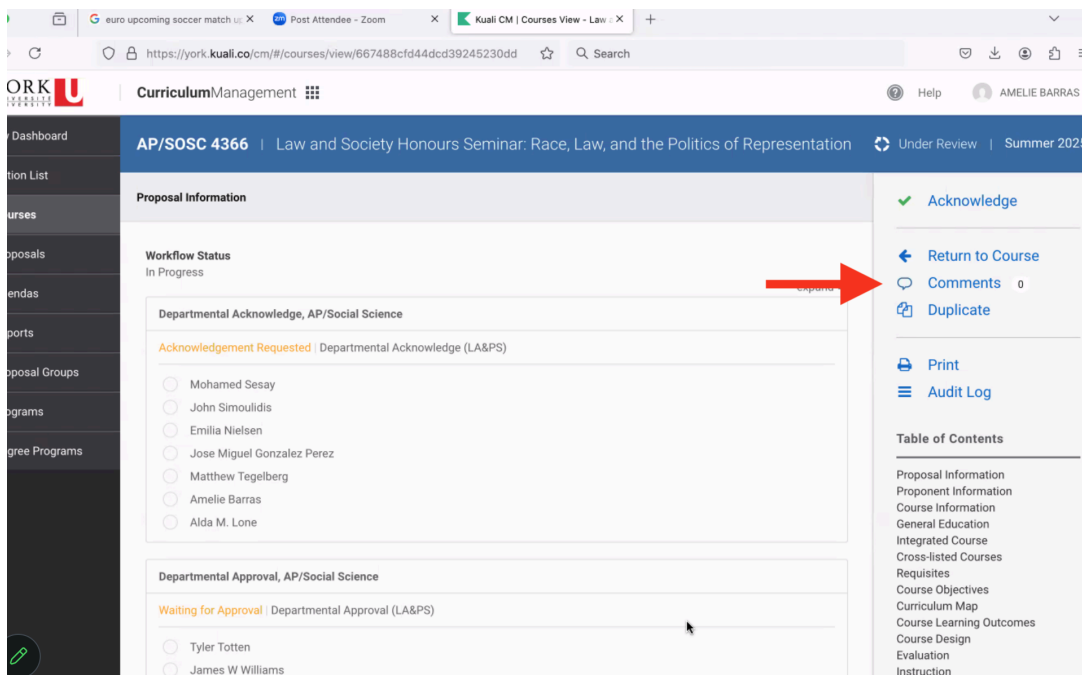 euro upcoming soccer match up
Post Attendee - Zoom
Kuali CM | Courses View - Law
https://york.kuali.co/cm/#/courses/view/667488cfd44dcd39245230dd
Search
ORK U
CurriculumManagement
Help
AMELIE BARRAS
Dashboard
tion List
urses
oposals
endas
ports
oposal Groups
ograms
gree Programs
AP/SOSC 4366 | Law and Society Honours Seminar: Race, Law, and the Politics of Representation
Under Review | Summer 202
Proposal Information
Workflow Status
In Progress
expand
Departmental Acknowledge, AP/Social Science
Acknowledgement Requested | Departmental Acknowledge (LA&PS)
Mohamed Sesay
John Simoulidis
Emilia Nielsen
Jose Miguel Gonzalez Perez
Matthew Tegelberg
Amelie Barras
Alda M. Lone
Departmental Approval, AP/Social Science
Waiting for Approval | Departmental Approval (LA&PS)
Tyler Totten
James W Williams
Acknowledge
Return to Course
Comments 0
Duplicate
Print
Audit Log
Table of Contents
Proposal Information
Proponent Information
Course Information
General Education
Integrated Course
Cross-listed Courses
Requisites
Course Objectives
Curriculum Map
Course Learning Outcomes
Course Design
Evaluation
Instruction